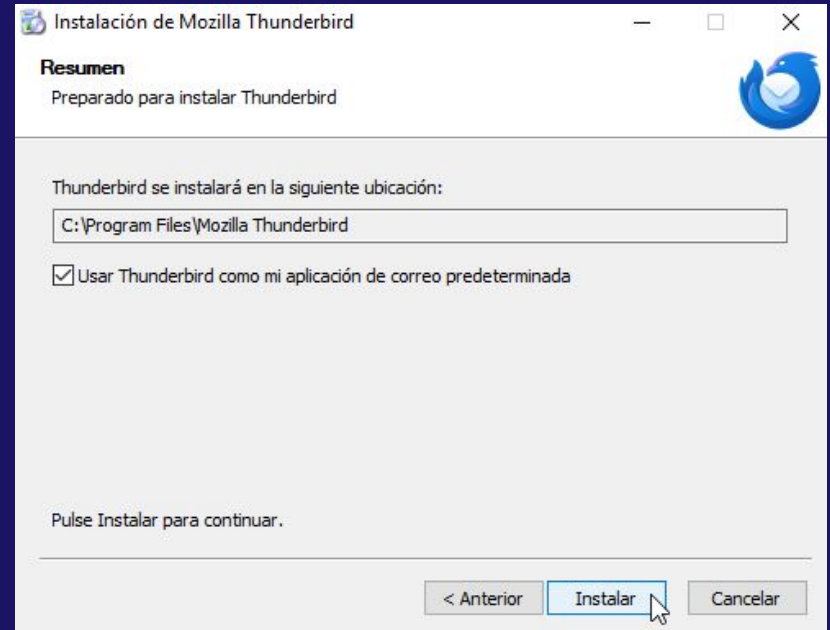 Instalación de Mozilla Thunderbird
Resumen
Preparado para instalar Thunderbird
Thunderbird se instalará en la siguiente ubicación:
C:\Program Files\Mozilla Thunderbird
Usar Thunderbird como mi aplicación de correo predeterminada
Pulse Instalar para continuar.
< Anterior Instalar Cancelar